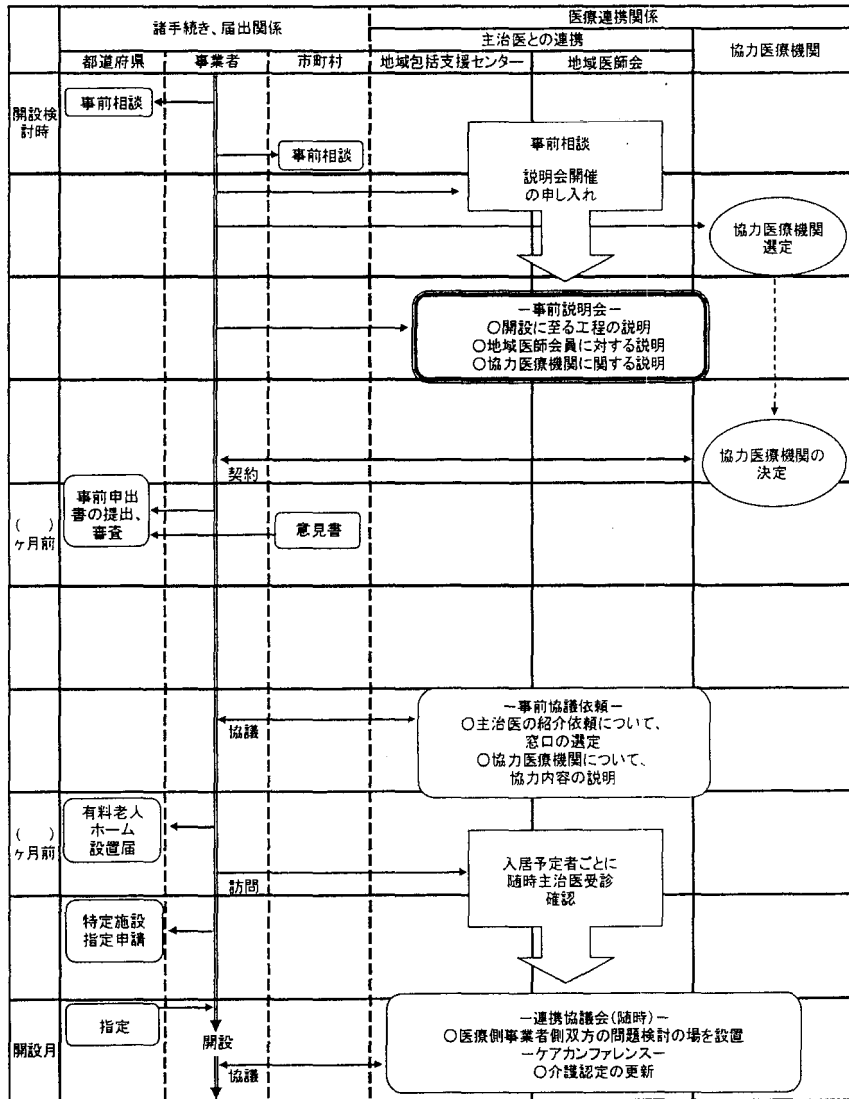 諸手続き、届出関係
医療連携関係
主治医との連携
協力医療機関
都道府県
事業者
市町村
地域包括支援センター
地域医師会
開設検
討時
事前相談
事前相談
事前相談
説明会開催
の申し入れ
協力医療機関
選定
－事前説明会－
〇開設に至る工程の説明
〇地域医師会員に対する説明
〇協力医療機関に関する説明
契約
協力医療機関の
決定
(　)
ヶ月前
事前申出
書の提出、
審査
意見書
－事前協議依頼－
〇主治医の紹介依頼について、
窓口の選定
〇協力医療機関について、
協力内容の説明
協議
(　)
ヶ月前
有料老人
ホーム
設置届
訪問
入居予定者ごとに
随時主治医受診
確認
特定施設
指定申請
開設月
指定
開設
協議
－連携協議会(随時)－
〇医療側事業者側双方の問題検討の場を設置
－ケアカンファレンス－
〇介護認定の更新